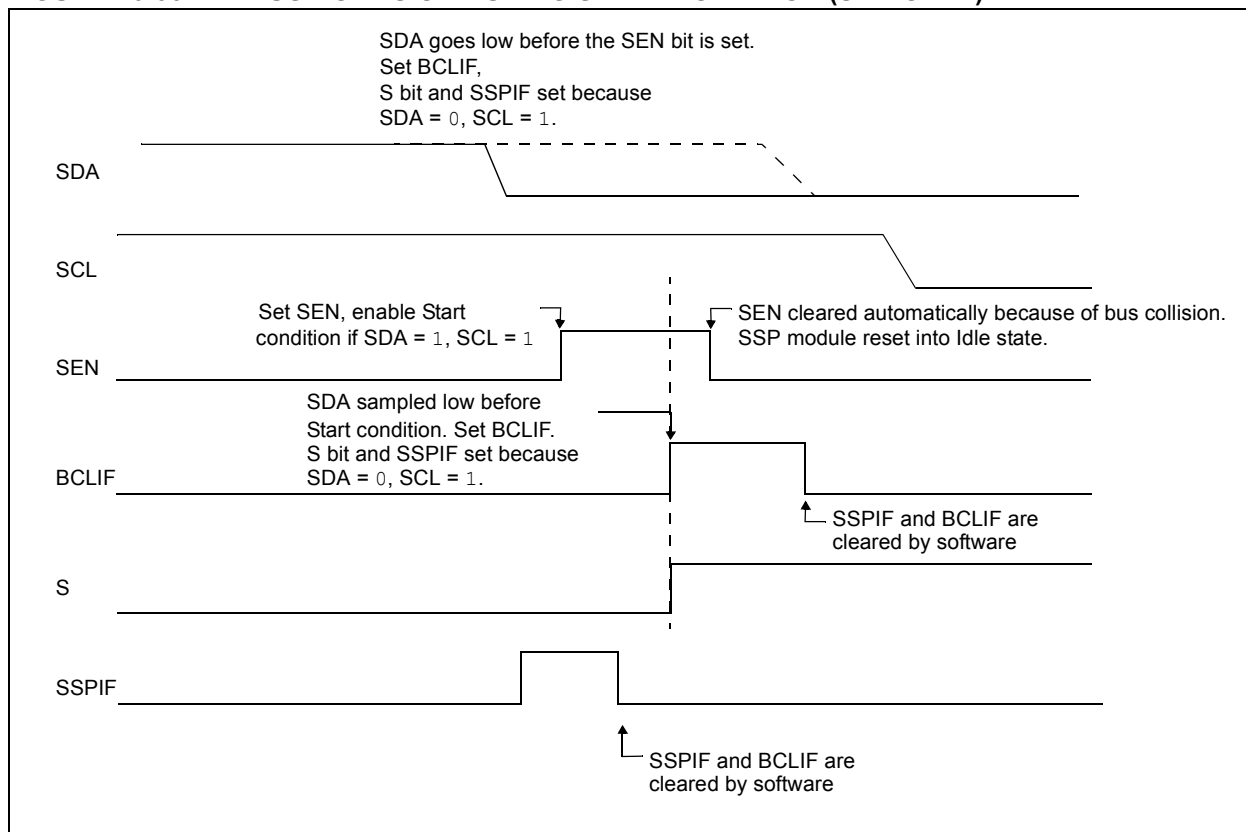 SDA goes low before the SEN bit is set.
Set BCLIF,
S bit and SSPIF set because
SDA = 0, SCL = 1.
SDA
SCL
Set SEN, enable Start
condition if SDA = 1, SCL = 1
SEN cleared automatically because of bus collision.
SSP module reset into Idle state.
SEN
SDA sampled low before
Start condition. Set BCLIF.
S bit and SSPIF set because
SDA = 0, SCL = 1.
BCLIF
SSPIF and BCLIF are
cleared by software
S
SSPIF
SSPIF and BCLIF are
cleared by software